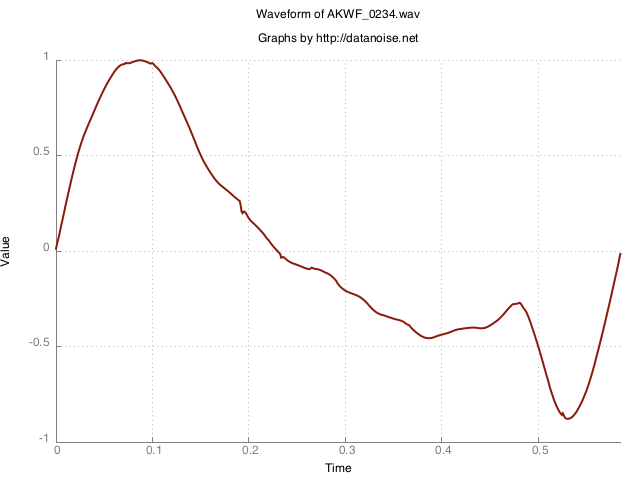 Waveform of AKWF_0234.wav
Graphs by http://datanoise.net
1
0.5
0
-0.5
-1
Value
0 0.1 0.2 0.3 0.4 0.5
Time